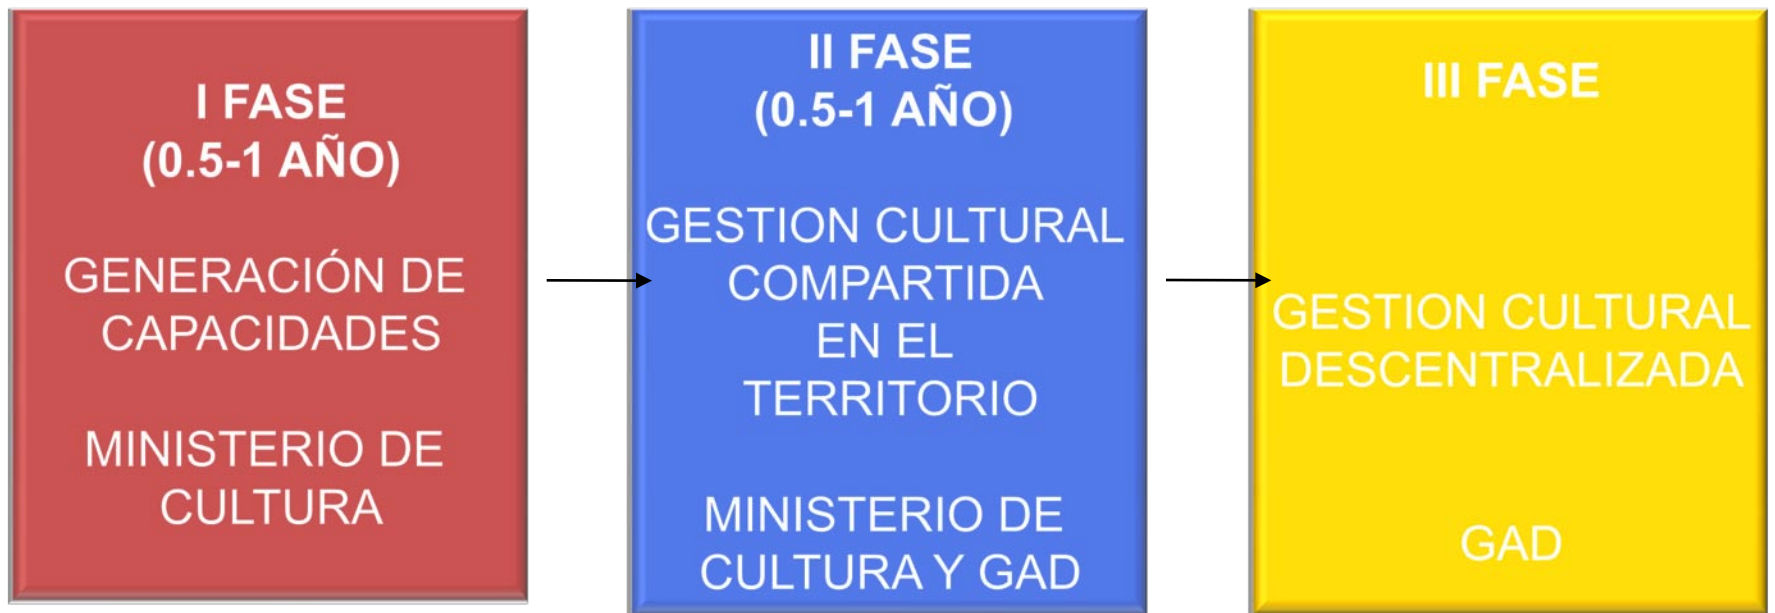 I FASE
(0.5-1 AÑO)
GENERACIÓN DE
CAPACIDADES
MINISTERIO DE
CULTURA
II FASE
(0.5-1 AÑO)
GESTION CULTURAL
COMPARTIDA
EN EL
TERRITORIO
MINISTERIO DE
CULTURA Y GAD
III FASE
GESTION CULTURAL
DESCENTRALIZADA
GAD